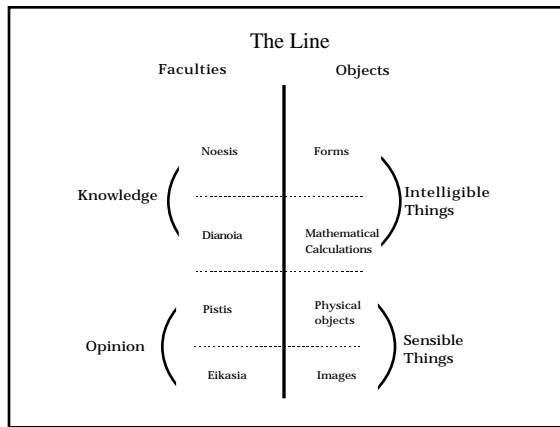 The Line
Faculties Objects
Noesis Forms
Knowledge Intelligible
Things
Dianoia Mathematical
Calculations
Pistis Physical
objects
Opinion Sensible
Things
Eikasia Images